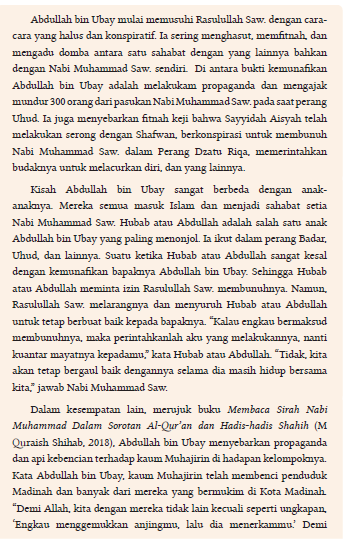 Abdullah bin Ubay mulai memusuhi Rasulullah Saw. dengan cara-
cara yang halus dan konspiratif. Ia sering menghasut, memfitnah, dan
mengadu domba antara satu sahabat dengan yang lainnya bahkan
dengan Nabi Muhammad Saw. sendiri. Di antara bukti kemunafikan
Abdullah bin Ubay adalah melakukam propaganda dan mengajak
mundur 300 orang dari pasukan Nabi Muhammad Saw. pada saat perang
Uhud. Ia juga menyebarkan fitnah keji bahwa Sayyidah Aisyah telah
melakukan serong dengan Shafwan, berkonspirasi untuk membunuh
Nabi Muhammad Saw. dalam Perang Dzatu Riqa, memerintahkan
budaknya untuk melacurkan diri, dan yang lainnya.
Kisah Abdullah bin Ubay sangat berbeda dengan anak-
anaknya. Mereka semua masuk Islam dan menjadi sahabat setia
Nabi Muhammad Saw. Hubab atau Abdullah adalah salah satu anak
Abdullah bin Ubay yang paling menonjol. Ia ikut dalam perang Badar,
Uhud, dan lainnya. Suatu ketika Hubab atau Abdullah sangat kesal
dengan kemunafikan bapaknya Abdullah bin Ubay. Sehingga Hubab
atau Abdullah meminta izin Rasulullah Saw. membunuhnya. Namun,
Rasulullah Saw. melarangnya dan menyuruh Hubab atau Abdullah
untuk tetap berbuat baik kepada bapaknya. “Kalau engkau bermaksud
membunuhnya, maka perintahkanlah aku yang melakukannya, nanti
kuantar mayatnya kepadamu,” kata Hubab atau Abdullah. “Tidak, kita
akan tetap bergaul baik dengannya selama dia masih hidup bersama
kita,” jawab Nabi Muhammad Saw.
Dalam kesempatan lain, merujuk buku Membaca Sirah Nabi
Muhammad Dalam Sorotan Al-Qur’an dan Hadis-hadis Shahih (M
Quraish Shihab, 2018), Abdullah bin Ubay menyebarkan propaganda
dan api kebencian terhadap kaum Muhajirin di hadapan kelompoknya.
Kata Abdullah bin Ubay, kaum Muhajirin telah membenci penduduk
Madinah dan banyak dari mereka yang bermukim di Kota Madinah.
“Demi Allah, kita dengan mereka tidak lain kecuali seperti ungkapan,
‘Engkau menggemukkan anjingmu, lalu dia menerkammu.’ Demi